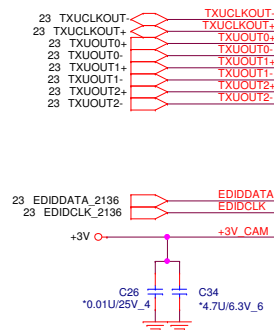 23 TXUCLKOUT- TXUCLKOUT-
23 TXUCLKOUT+ TXUCLKOUT+
23 TXUOUT0+ TXUOUT0+
23 TXUOUT0- TXUOUT0-
23 TXUOUT1+ TXUOUT1+
23 TXUOUT1- TXUOUT1-
23 TXUOUT2+ TXUOUT2+
23 TXUOUT2- TXUOUT2-
23 EDIDDATA_2136 EDIDDATA
23 EDIDCLK_2136 EDIDCLK
+3V +3V_CAM
C26 C34
*0.01U/25V_4 *4.7U/6.3V_6